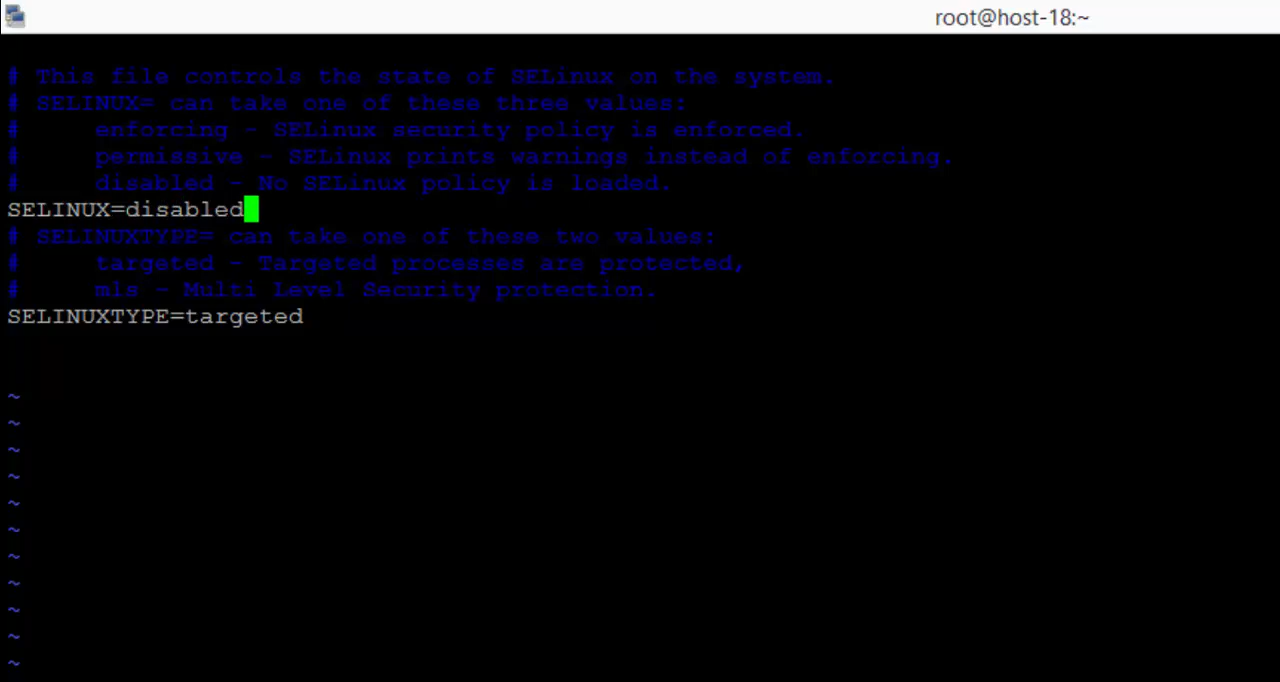 root@host-18:~
# This file controls the state of SELinux on the system.
# SELINUX= can take one of these three values:
#     enforcing - SELinux security policy is enforced.
#     permissive - SELinux prints warnings instead of enforcing.
#     disabled - No SELinux policy is loaded.
SELINUX=disabled
# SELINUXTYPE= can take one of these two values:
#     targeted - Targeted processes are protected,
#     mls - Multi Level Security protection.
SELINUXTYPE=targeted
~
~
~
~
~
~
~
~
~
~
~